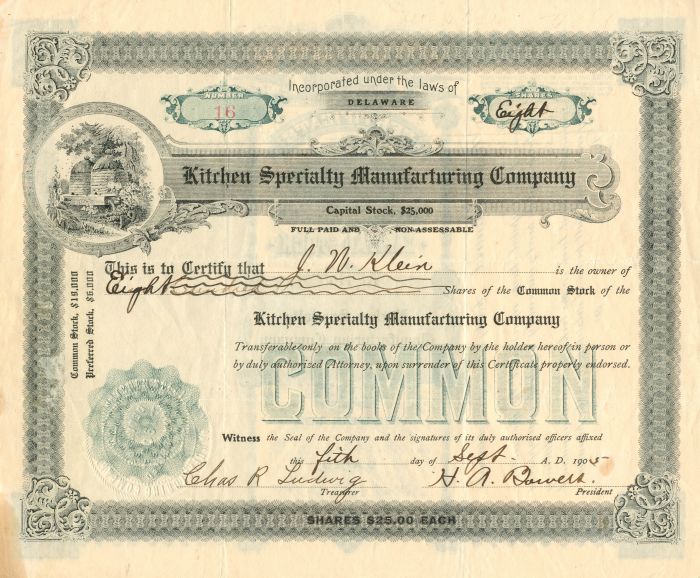 Incorporated under the laws of
NUMBER
16
DELAWARE
SHARES
Eight
Kitchen Specialty Manufacturing Company
Capital Stock, $25,000
FULL PAID AND NON-ASSESSABLE
This is to Certify that J. W. Klein is the owner of
Eight Shares of the Common Stock of the
Kitchen Specialty Manufacturing Company
Transferable only on the books of the Company by the holder hereof in person or
by duly authorized Attorney, upon surrender of this Certificate properly endorsed.
COMMON
Common Stock, $19,000
Preferred Stock, $6,000
Witness the Seal of the Company and the signatures of its duly authorised officers affixed
this fith day of Sept. A. D. 1905
Chas R Ludwig H. A. Bowers.
Treasurer President
SHARES $25.00 EACH